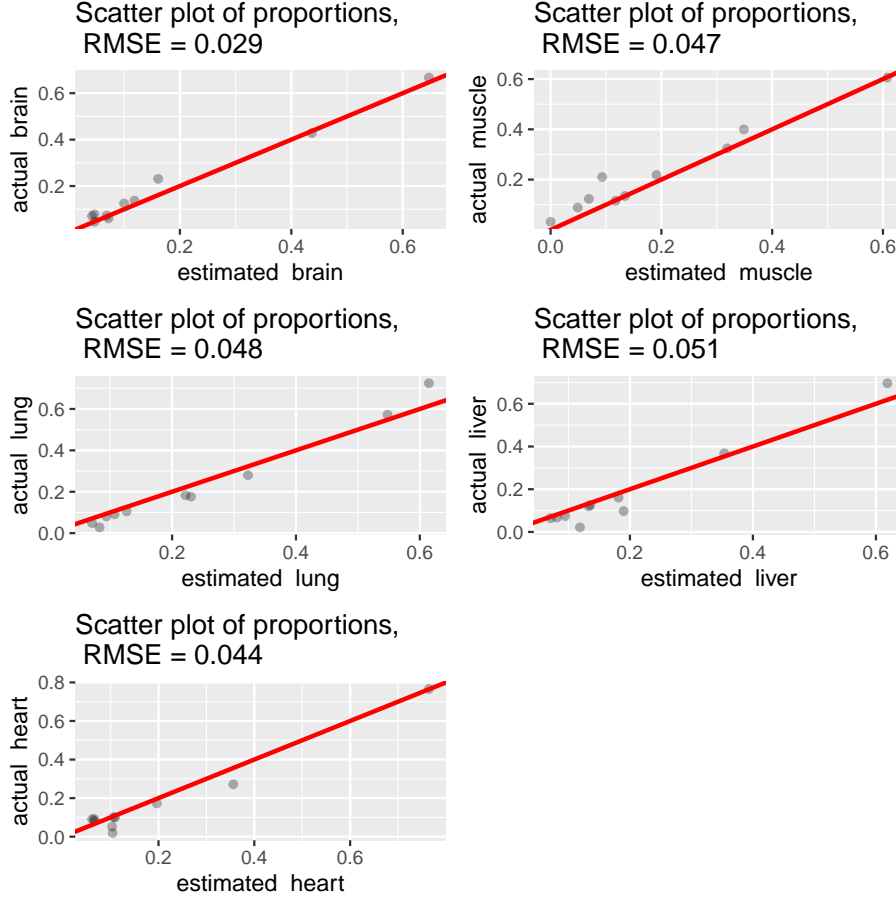 Scatter plot of proportions,
RMSE = 0.029
0.6
0.4
0.2
actual brain
0.2 0.4 0.6
estimated brain
Scatter plot of proportions,
RMSE = 0.047
0.6
0.4
0.2
actual muscle
0.0 0.2 0.4 0.6
estimated muscle
Scatter plot of proportions,
RMSE = 0.048
0.6
0.4
0.2
0.0
actual lung
0.2 0.4 0.6
estimated lung
Scatter plot of proportions,
RMSE = 0.051
0.6
0.4
0.2
0.0
actual liver
0.2 0.4 0.6
estimated liver
Scatter plot of proportions,
RMSE = 0.044
0.8
0.6
0.4
0.2
0.0
actual heart
0.2 0.4 0.6
estimated heart